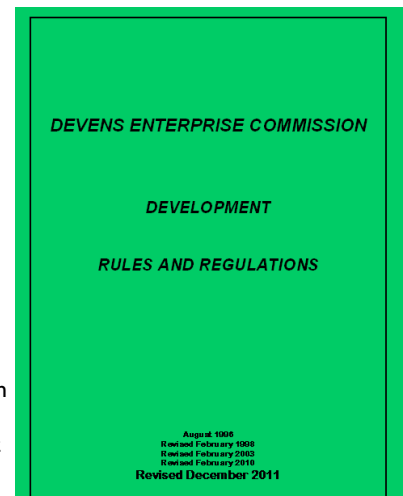 DEVENS ENTERPRISE COMMISSION
DEVELOPMENT
RULES AND REGULATIONS
August 1996
Revised February 1998
Revised February 2003
Revised February 2010
Revised December 2011